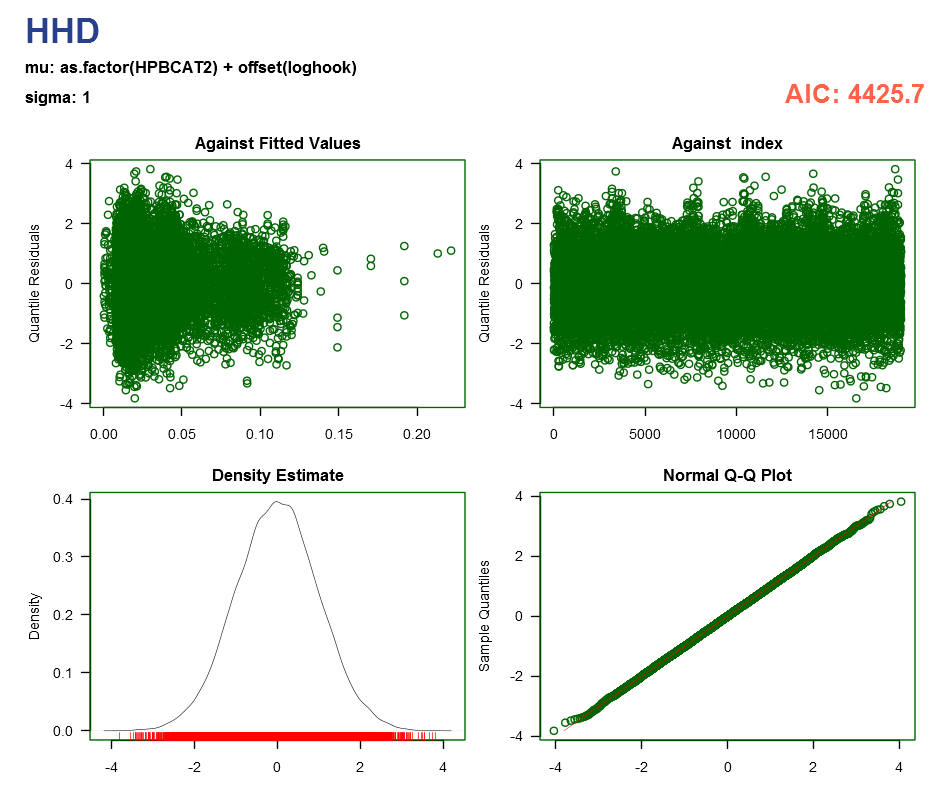 HHD
mu: as.factor(HPBCAT2) + offset(loghook)
sigma: 1
AIC: 4425.7
Against Fitted Values
Quantile Residuals
4
2
0
-2
-4
0.00 0.05 0.10 0.15 0.20
Against  index
Quantile Residuals
4
2
0
-2
-4
0 5000 10000 15000
Density Estimate
Density
0.4
0.3
0.2
0.1
0.0
-4 -2 0 2 4
Normal Q-Q Plot
Sample Quantiles
4
2
0
-2
-4
-4 -2 0 2 4